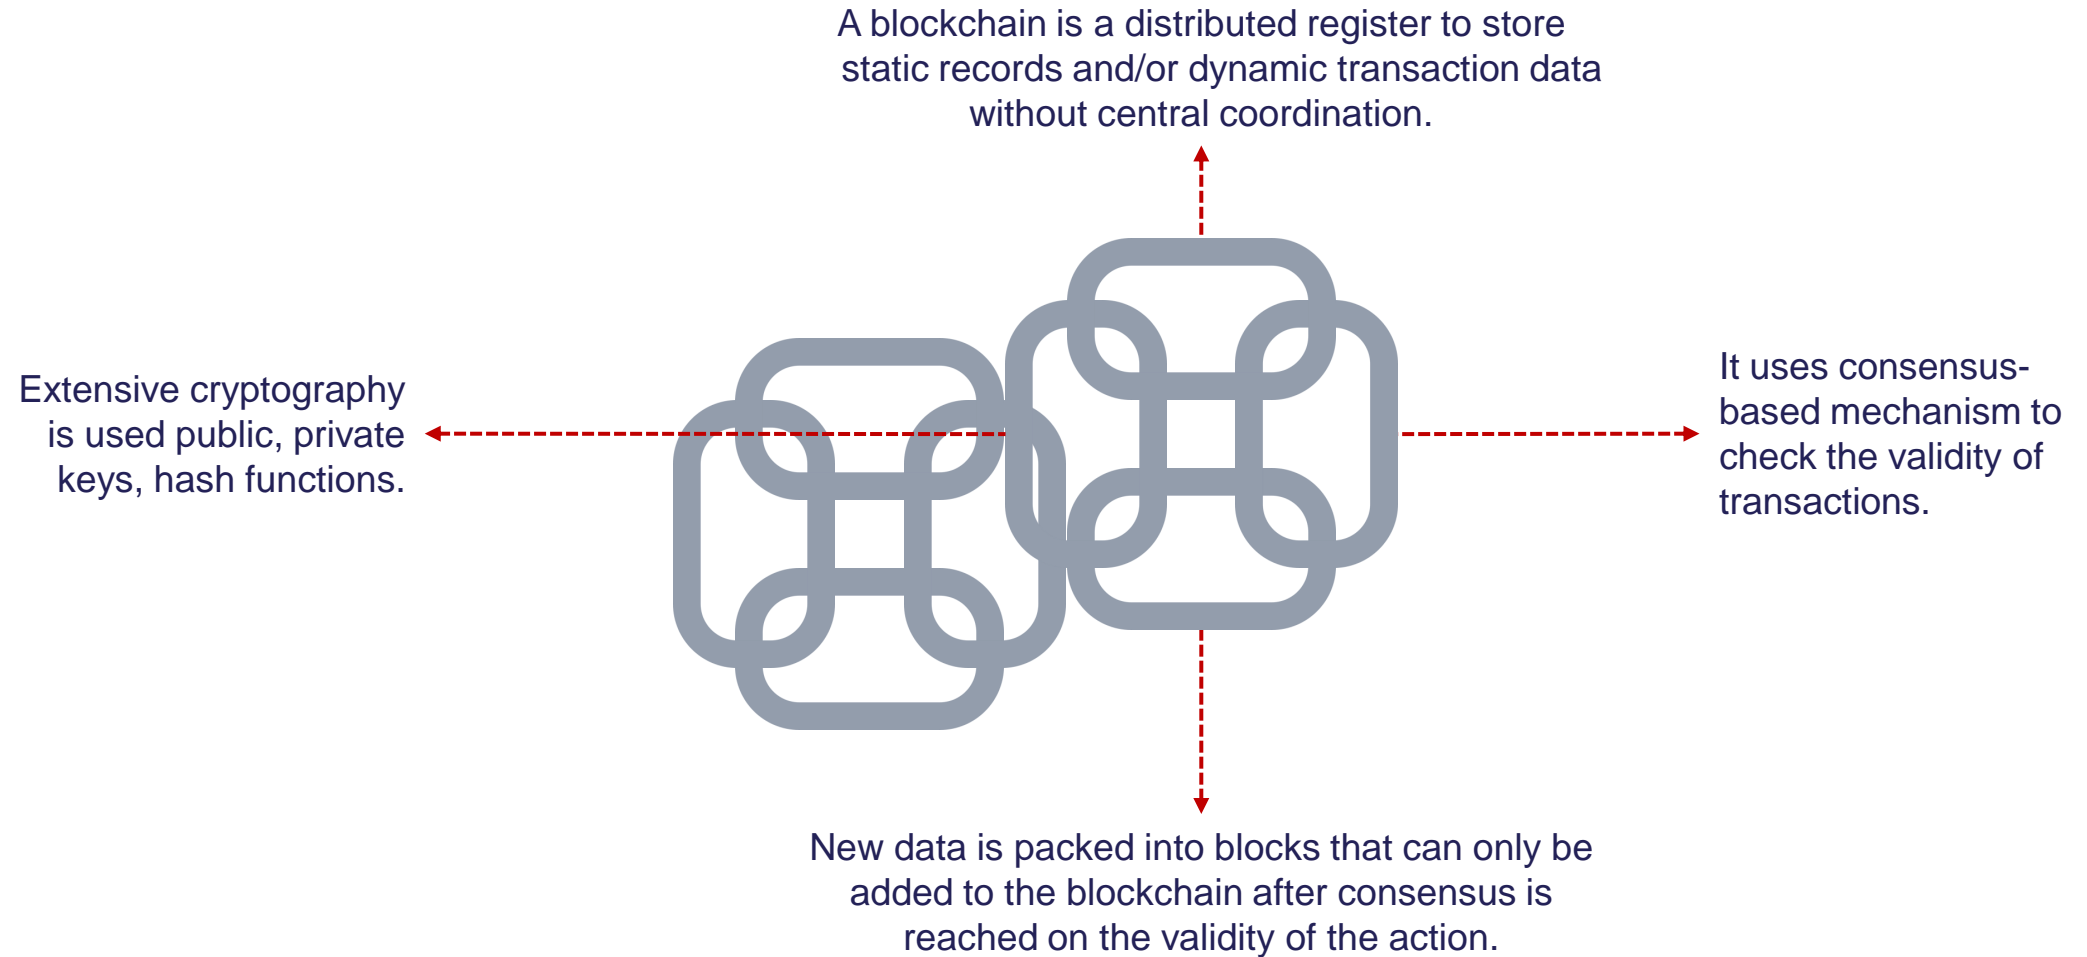 A blockchain is a distributed register to store
static records and/or dynamic transaction data
without central coordination.
Extensive cryptography
is used public, private
keys, hash functions.
It uses consensus-
based mechanism to
check the validity of
transactions.
New data is packed into blocks that can only be
added to the blockchain after consensus is
reached on the validity of the action.